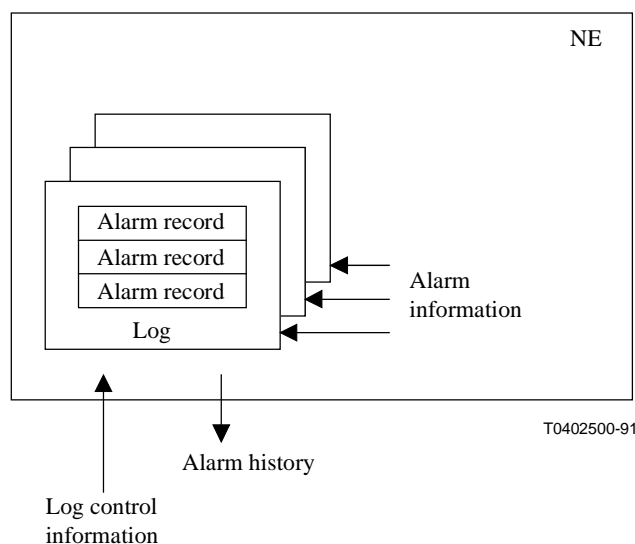 NE
Alarm record
Alarm record
Alarm record
Log
Alarm
information
T0402500-91
Alarm history
Log control
information